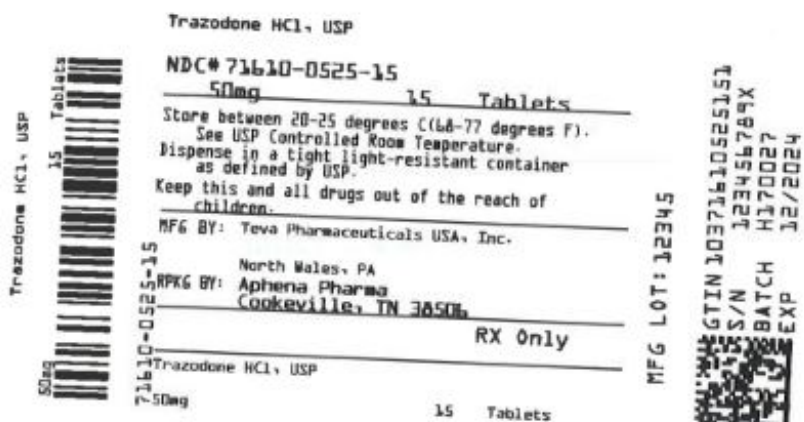 Trazodone HCl, USP
NDC# 71610-0525-15
50mg 15 Tablets
Store between 20-25 degrees C(68-77 degrees F).
See USP Controlled Room Temperature.
Dispense in a tight light-resistant container
as defined by USP.
Keep this and all drugs out of the reach of
children.
MFG BY: Teva Pharmaceuticals USA, Inc.
North Wales, PA
RPKG BY: Aphena Pharma
Cookeville, TN 38506
RX Only
Trazodone HCl, USP
50mg 15 Tablets
Trazodone HCl, USP
50mg 15 Tablets
71610-0525-15
MFG LOT: 12345
GTIN 10371610525151
S/N 123456789X
BATCH H170027
EXP 12/2024